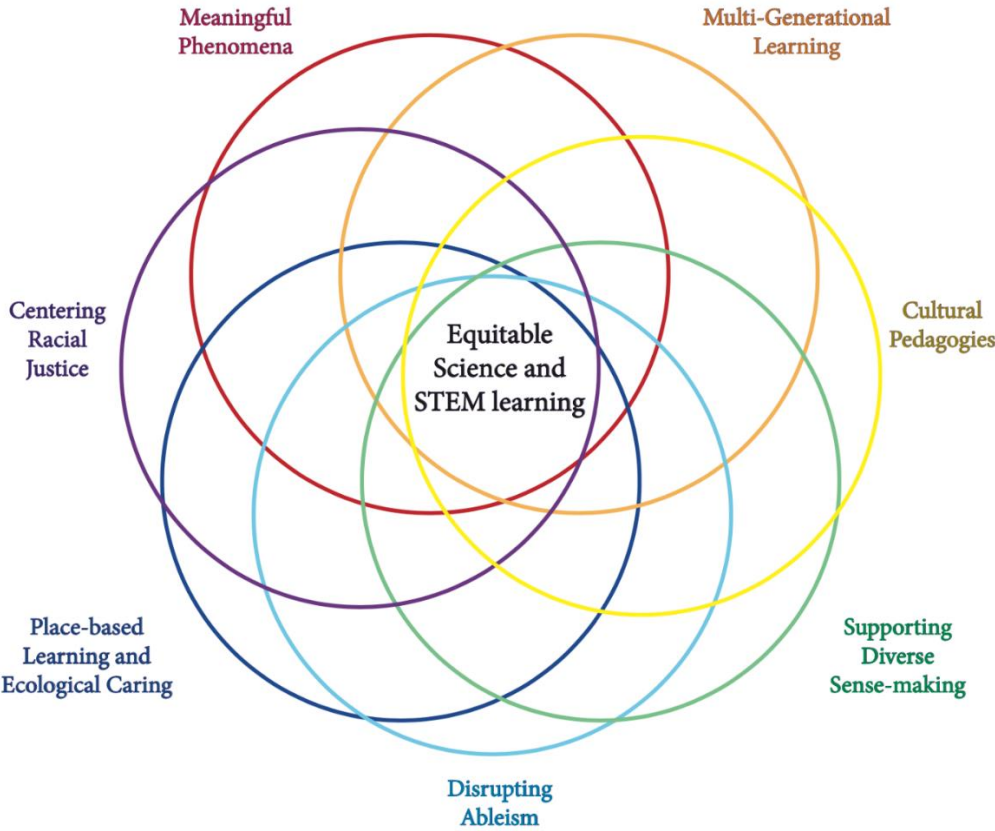 Meaningful
Phenomena
Multi-Generational
Learning
Centering
Racial
Justice
Equitable
Science and
STEM learning
Cultural
Pedagogies
Place-based
Learning and
Ecological Caring
Supporting
Diverse
Sense-making
Disrupting
Ableism